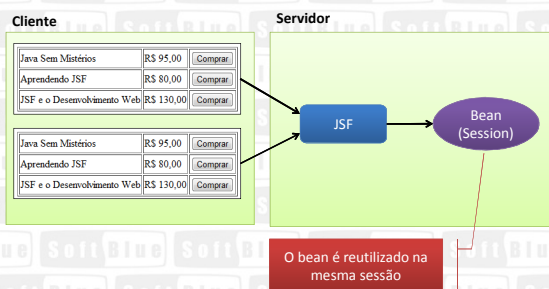 Cliente
Servidor
Java Sem Mistérios R$ 95,00 Comprar
Aprendendo JSF R$ 80,00 Comprar
JSF e o Desenvolvimento Web R$ 130,00 Comprar
Java Sem Mistérios R$ 95,00 Comprar
Aprendendo JSF R$ 80,00 Comprar
JSF e o Desenvolvimento Web R$ 130,00 Comprar
JSF
Bean
(Session)
O bean é reutilizado na
mesma sessão
Soft Blue